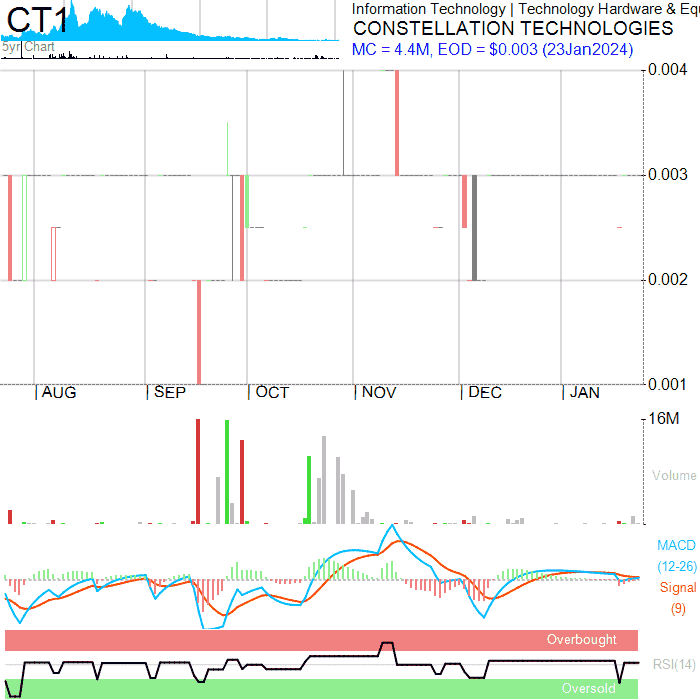 CT1
5yr Chart
Information Technology | Technology Hardware & Equ
CONSTELLATION TECHNOLOGIES
MC = 4.4M, EOD = $0.003 (23Jan2024)
0.004
0.003
0.002
0.001
| AUG | SEP | OCT | NOV | DEC | JAN
16M
Volume
MACD
(12-26)
Signal
(9)
Overbought
RSI(14)
Oversold